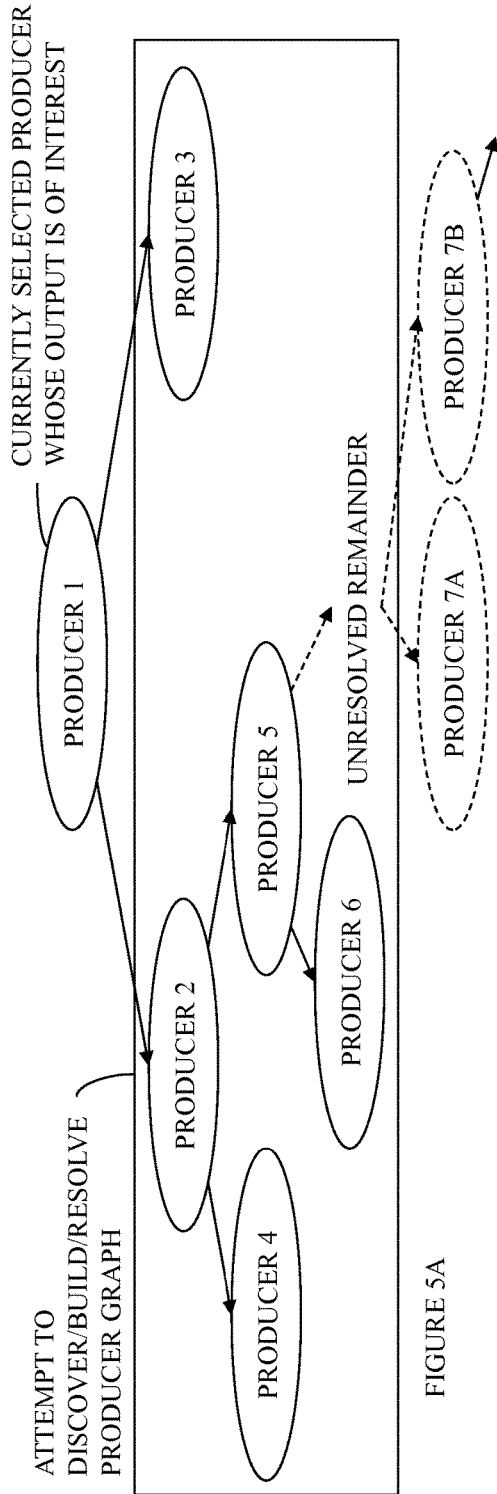 CURRENTLY SELECTED PRODUCER
WHOSE OUTPUT IS OF INTEREST
PRODUCER 1
ATTEMPT TO
DISCOVER/BUILD/RESOLVE
PRODUCER GRAPH
PRODUCER 2
PRODUCER 3
PRODUCER 4
PRODUCER 5
PRODUCER 6
UNRESOLVED REMAINDER
PRODUCER 7A
PRODUCER 7B
FIGURE 5A